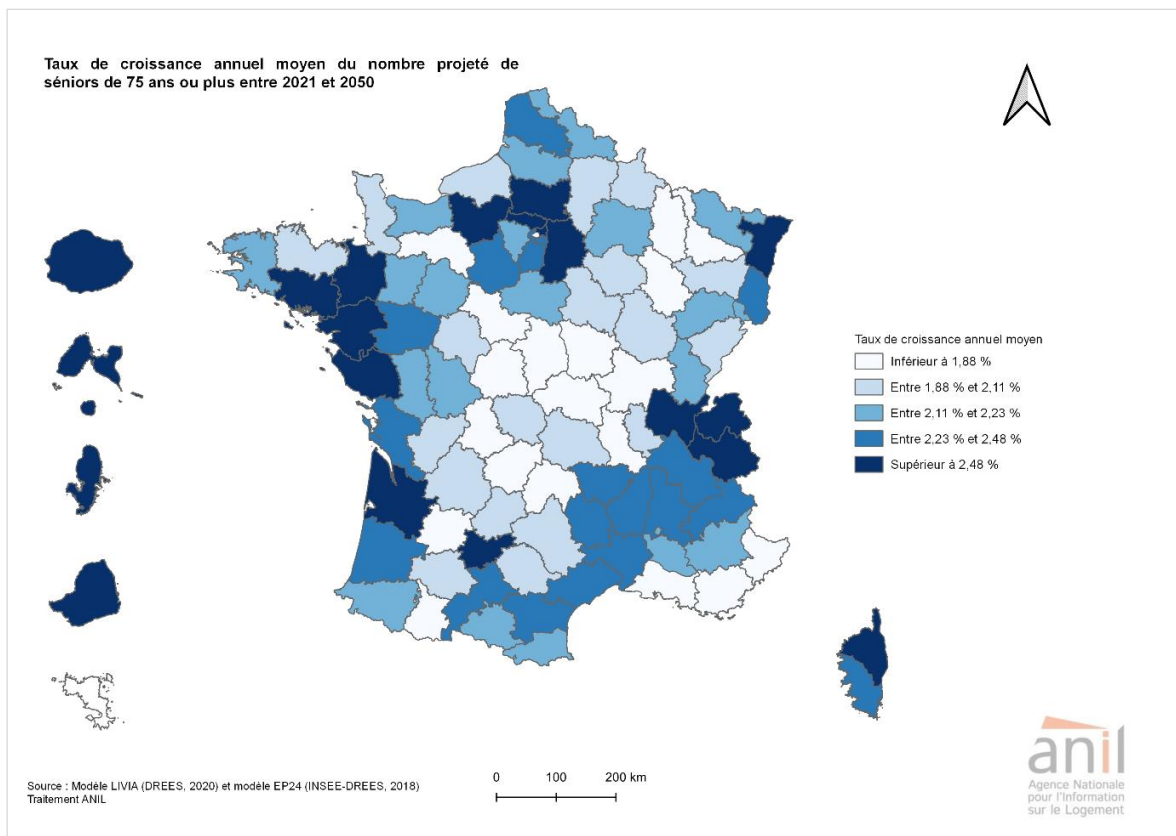 Taux de croissance annuel moyen du nombre projeté de
séniors de 75 ans ou plus entre 2021 et 2050
Taux de croissance annuel moyen
Inférieur à 1,88 %
Entre 1,88 % et 2,11 %
Entre 2,11 % et 2,23 %
Entre 2,23 % et 2,48 %
Supérieur à 2,48 %
Source : Modèle LIVIA (DREES, 2020) et modèle EP24 (INSEE-DREES, 2018)
Traitement ANIL
0 100 200 km
anil
Agence Nationale
pour l'Information
sur le Logement